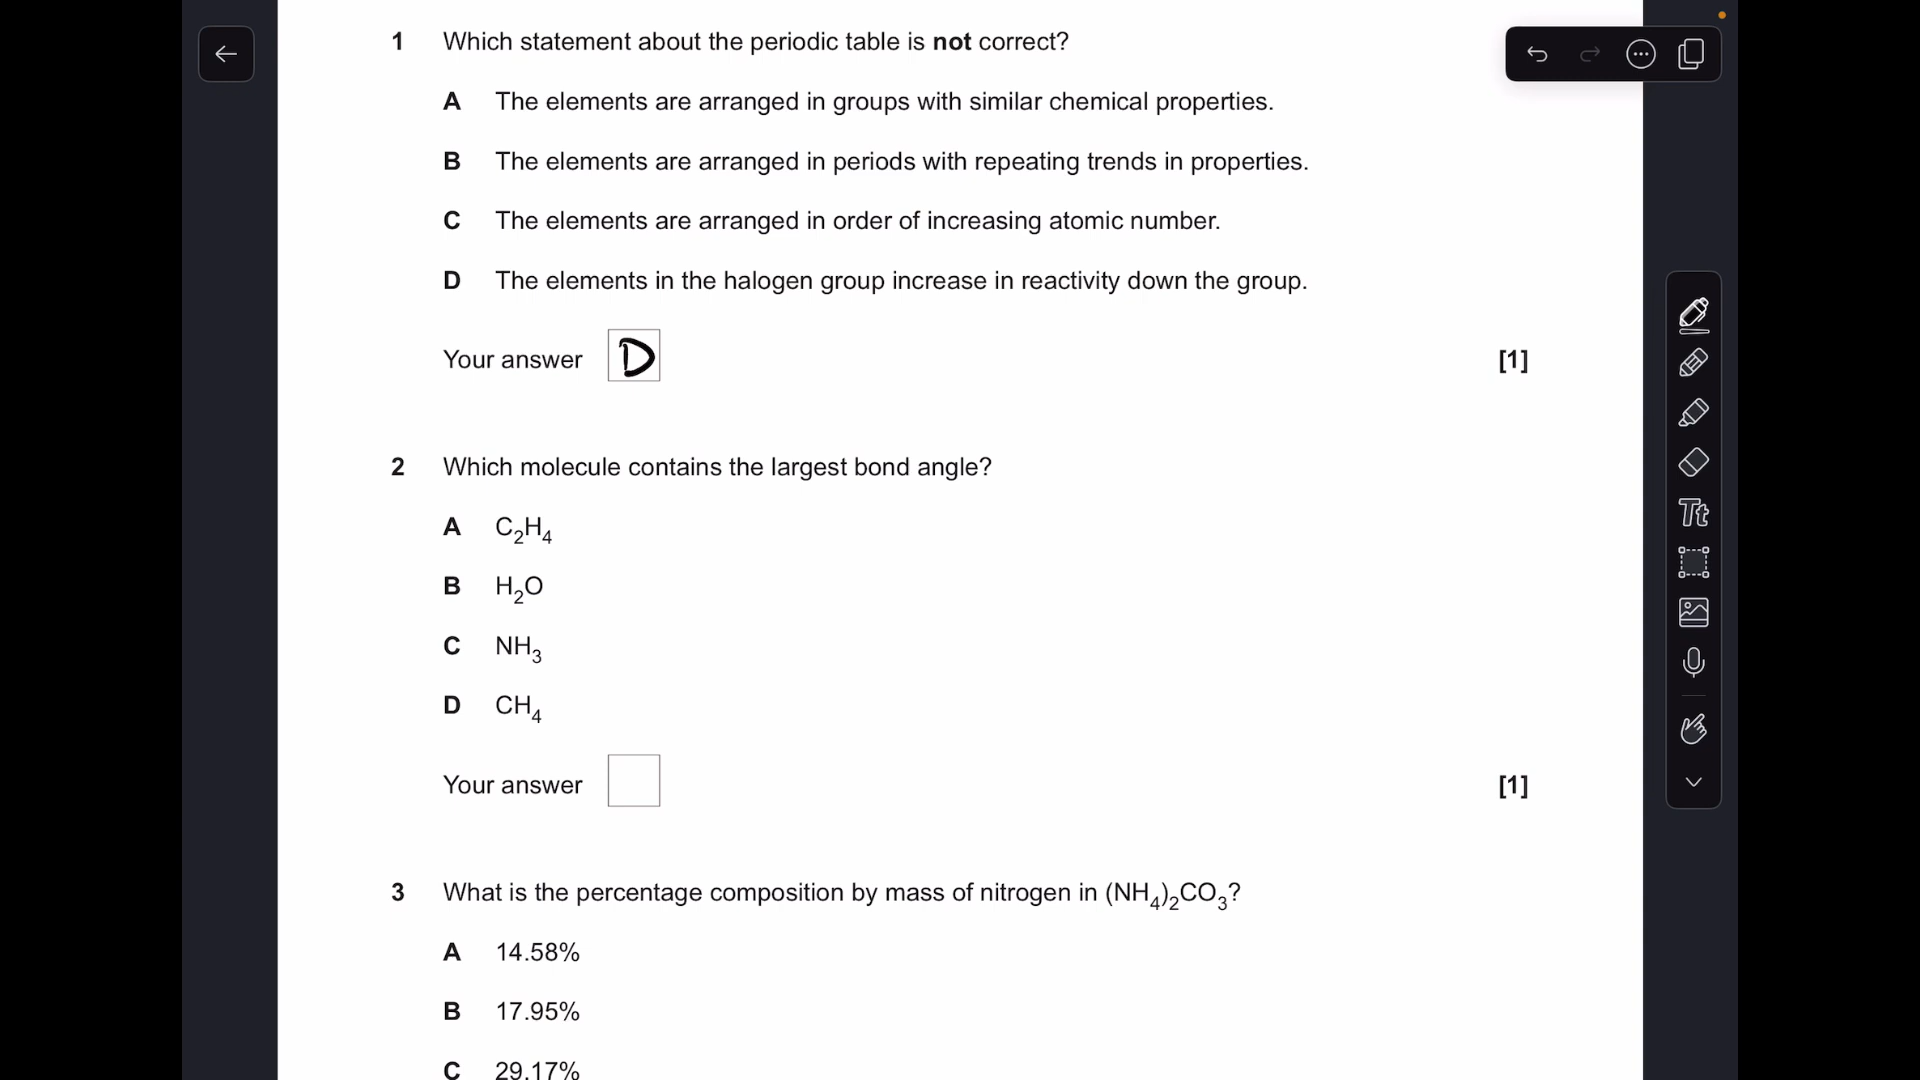 1 Which statement about the periodic table is not correct?
A The elements are arranged in groups with similar chemical properties.
B The elements are arranged in periods with repeating trends in properties.
C The elements are arranged in order of increasing atomic number.
D The elements in the halogen group increase in reactivity down the group.
Your answer D [1]
2 Which molecule contains the largest bond angle?
A C₂H₄
B H₂O
C NH₃
D CH₄
Your answer [1]
3 What is the percentage composition by mass of nitrogen in (NH₄)₂CO₃?
A 14.58%
B 17.95%
C 29.17%
Tt